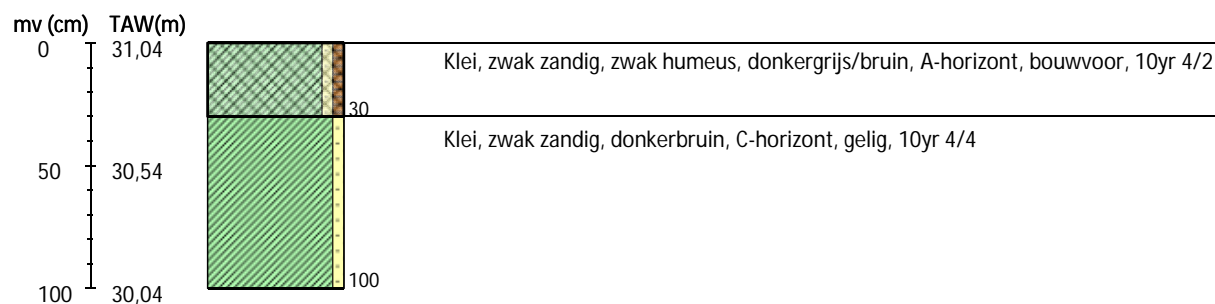 mv (cm) TAW(m)
0 31,04
Klei, zwak zandig, zwak humeus, donkergrijs/bruin, A-horizont, bouwvoor, 10yr 4/2
30
Klei, zwak zandig, donkerbruin, C-horizont, gelig, 10yr 4/4
50 30,54
100
100 30,04